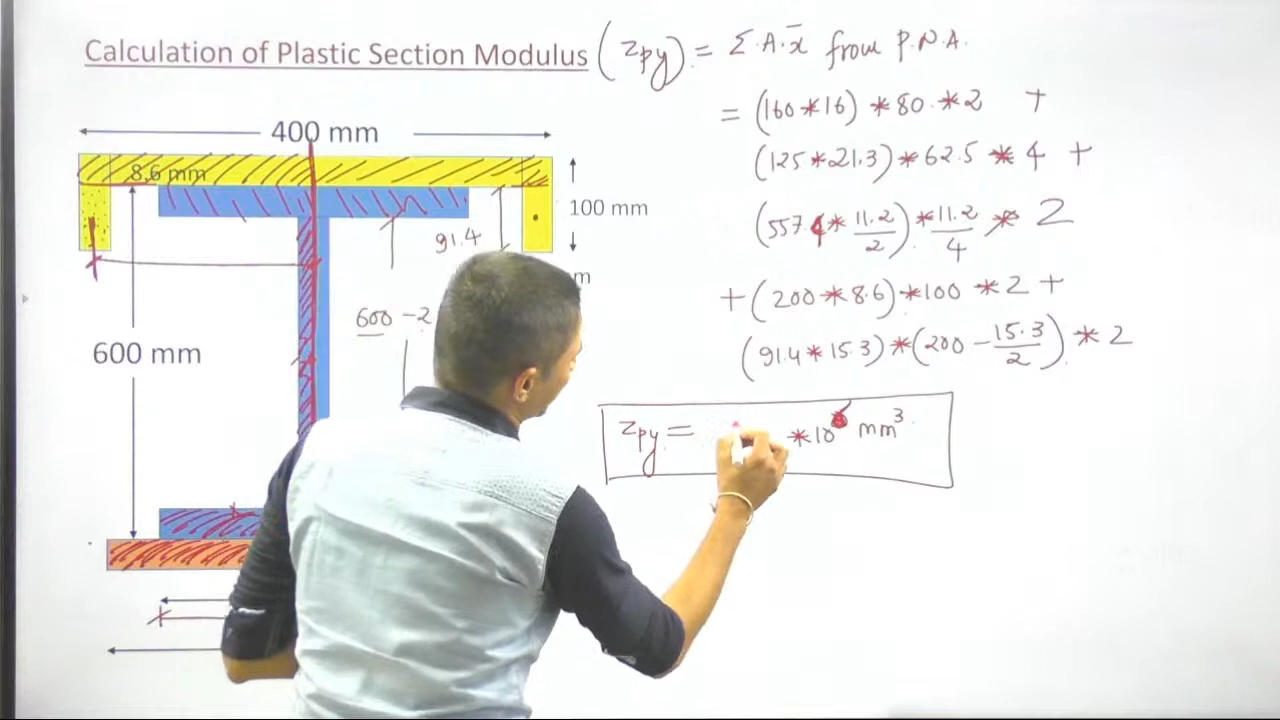 Calculation of Plastic Section Modulus (Zpy) = Σ.A.x̄ from P.N.A.
= (160*16) *80.*2 +
(125*21.3)*62.5 *4 +
(557.4* 11.2/2) *11.2/4 * 2
+(200*8.6)*100 *2 +
(91.4*15.3)*(200 - 15.3/2) *2
Zpy = *10 mm³
400 mm
8.6 mm
100 mm
91.4
m
600 -2
600 mm